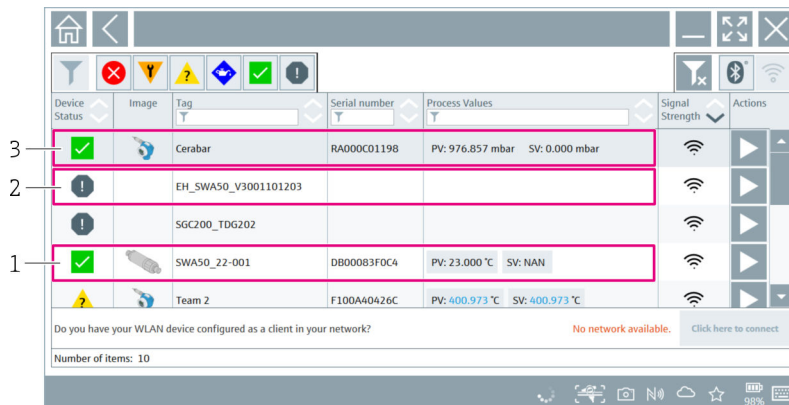 Device Status Image Tag Serial number Process Values Signal Strength Actions
3 Cerabar RA000C01198 PV: 976.857 mbar SV: 0.000 mbar
2 EH_SWA50_V3001101203
SGC200_TDG202
1 SWA50_22-001 DB00083F0C4 PV: 23.000 °C SV: NAN
Team 2 F100A40426C PV: 400.973 °C SV: 400.973 °C
Do you have your WLAN device configured as a client in your network? No network available. Click here to connect
Number of items: 10
98%